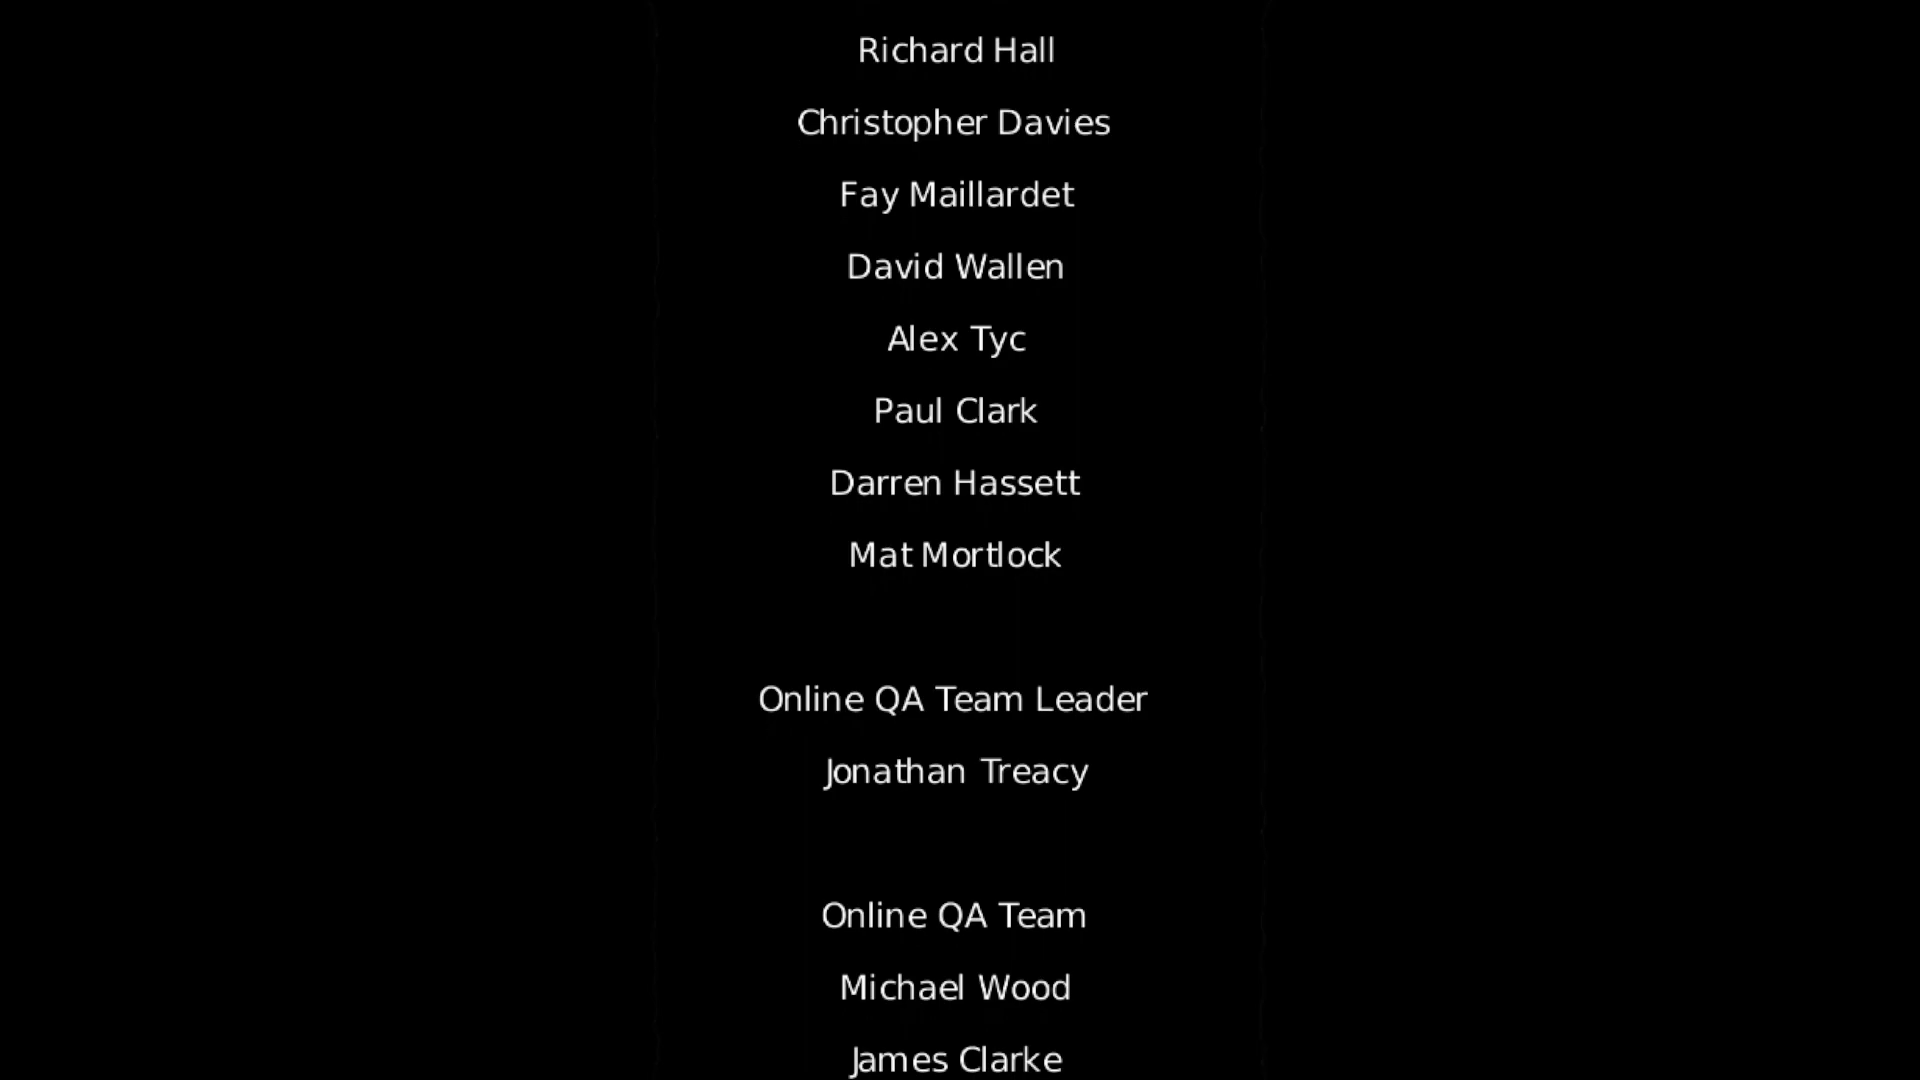 Richard Hall
Christopher Davies
Fay Maillardet
David Wallen
Alex Tyc
Paul Clark
Darren Hassett
Mat Mortlock
Online QA Team Leader
Jonathan Treacy
Online QA Team
Michael Wood
James Clarke